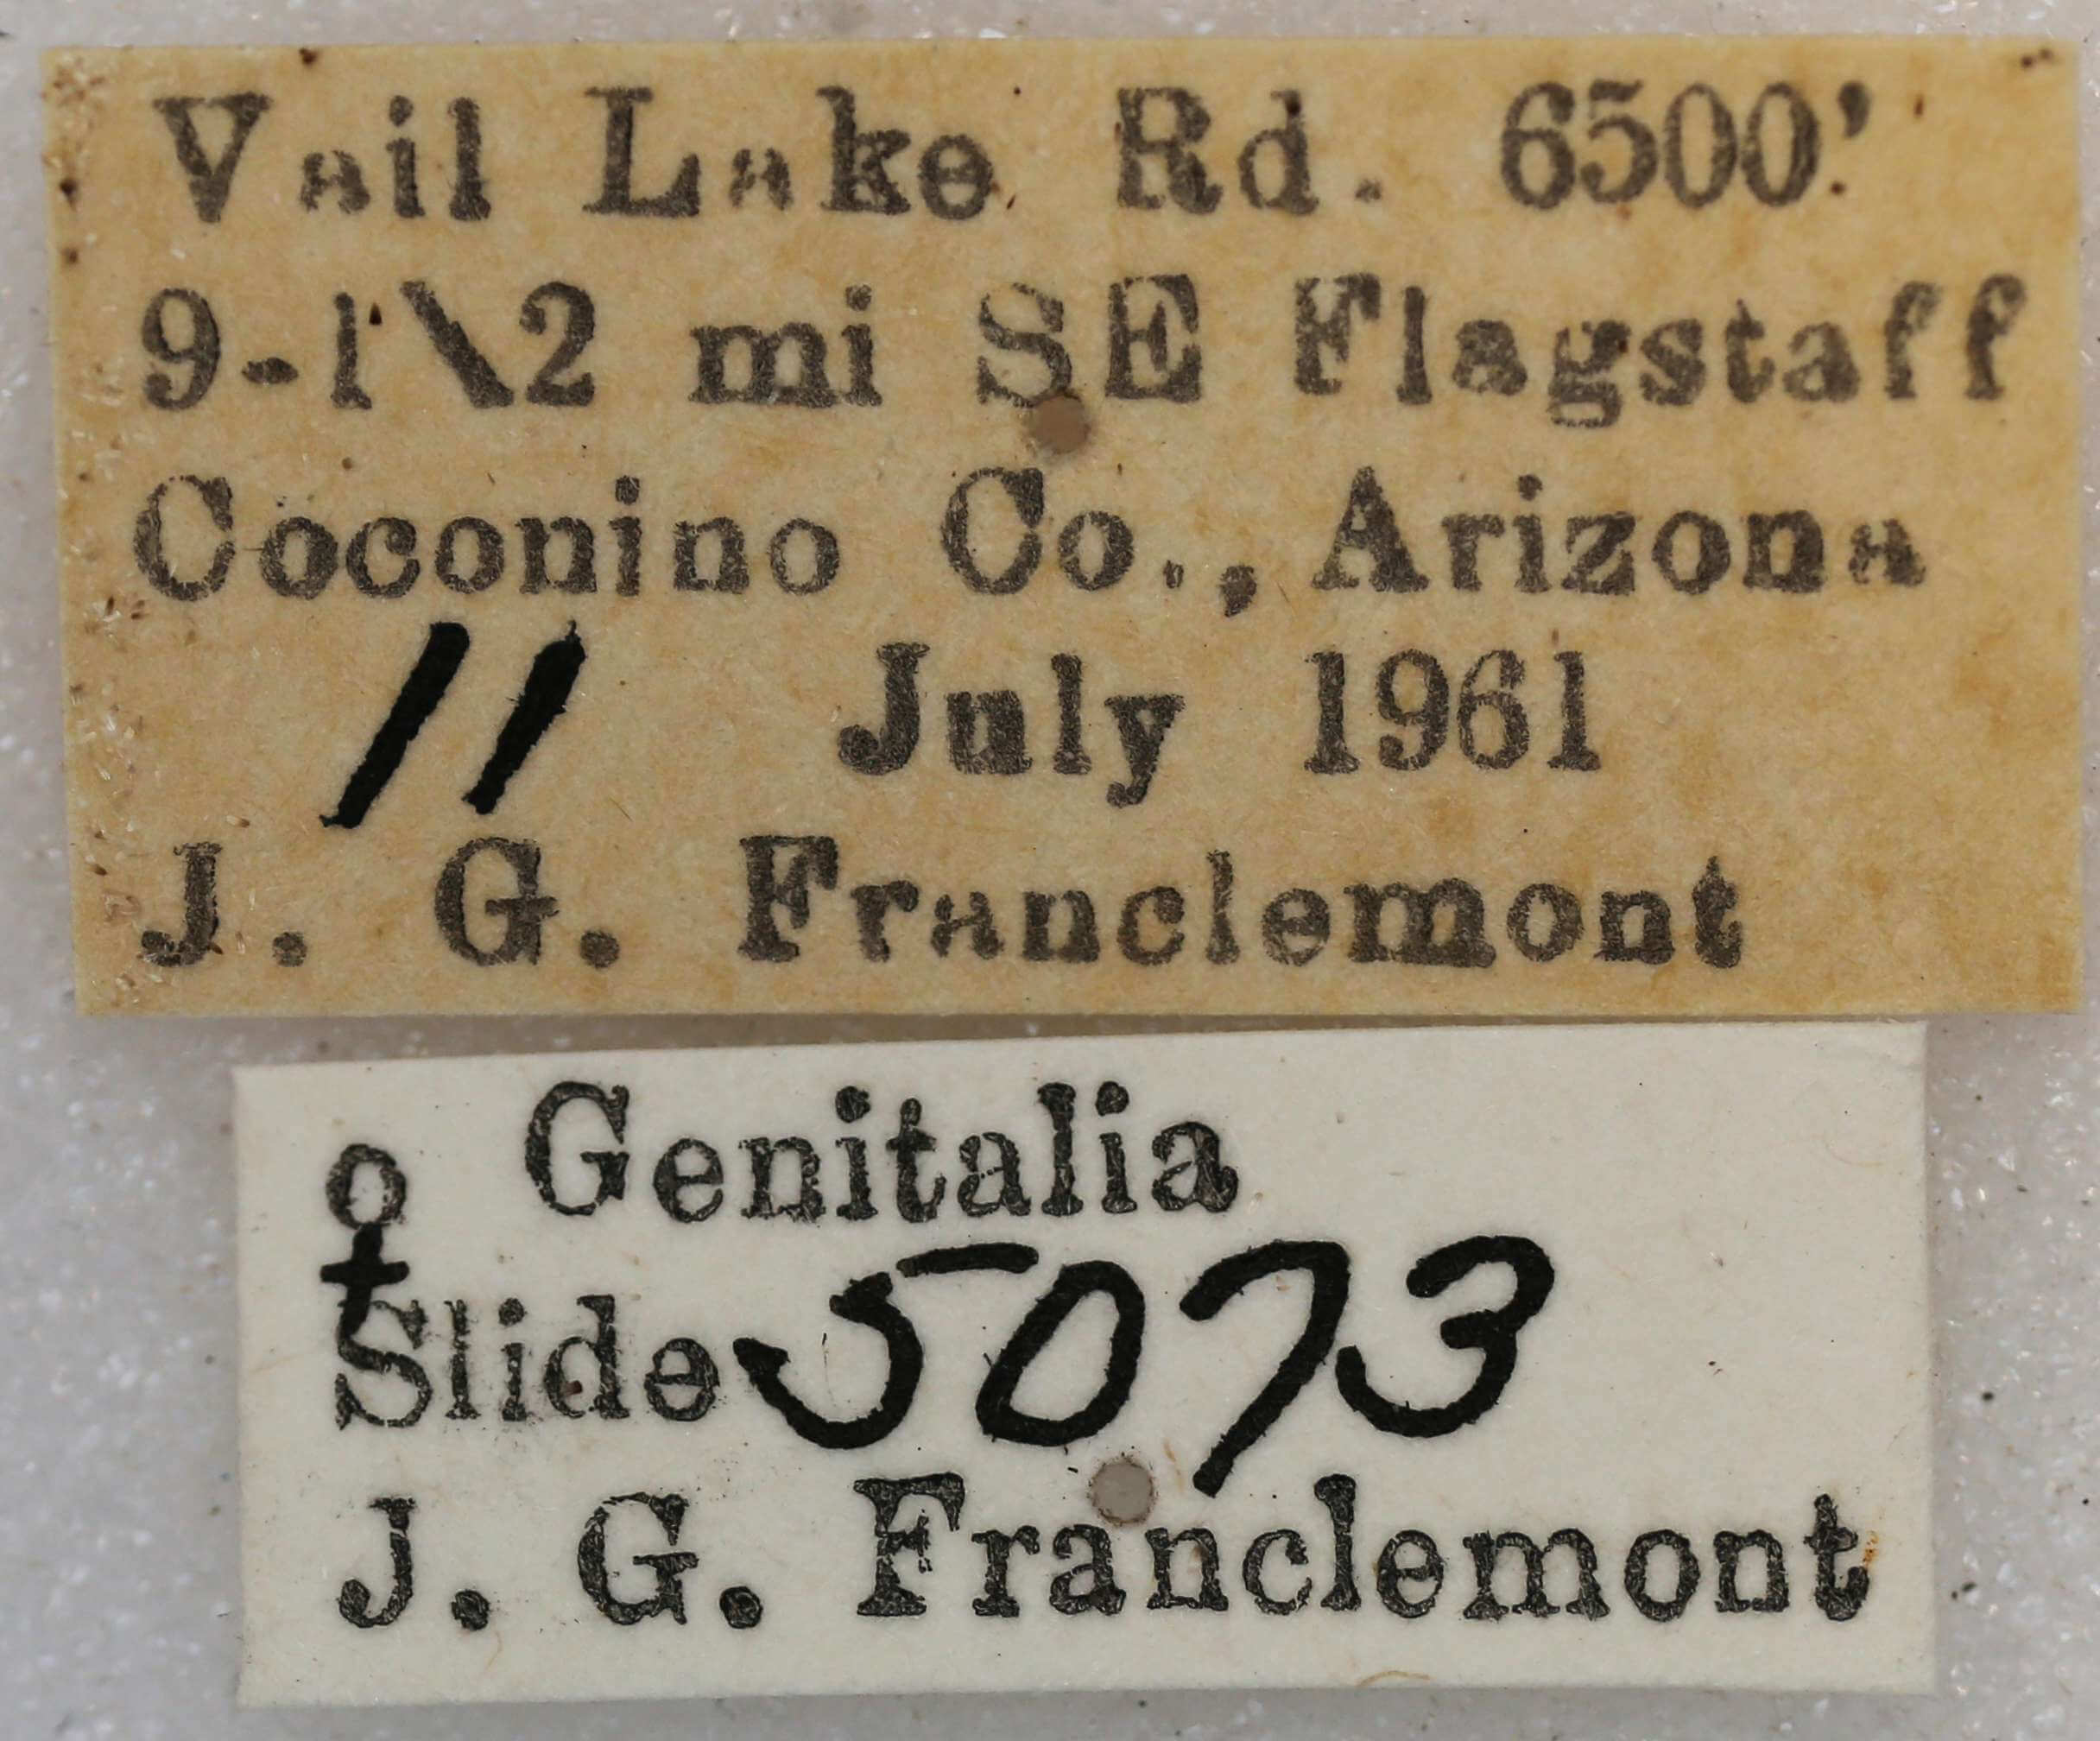 Vail Lake Rd. 6500'
9-1\2 mi SE Flagstaff
Coconino Co., Arizona
11 July 1961
J. G. Franclemont
♀ Genitalia
Slide 5073
J. G. Franclemont